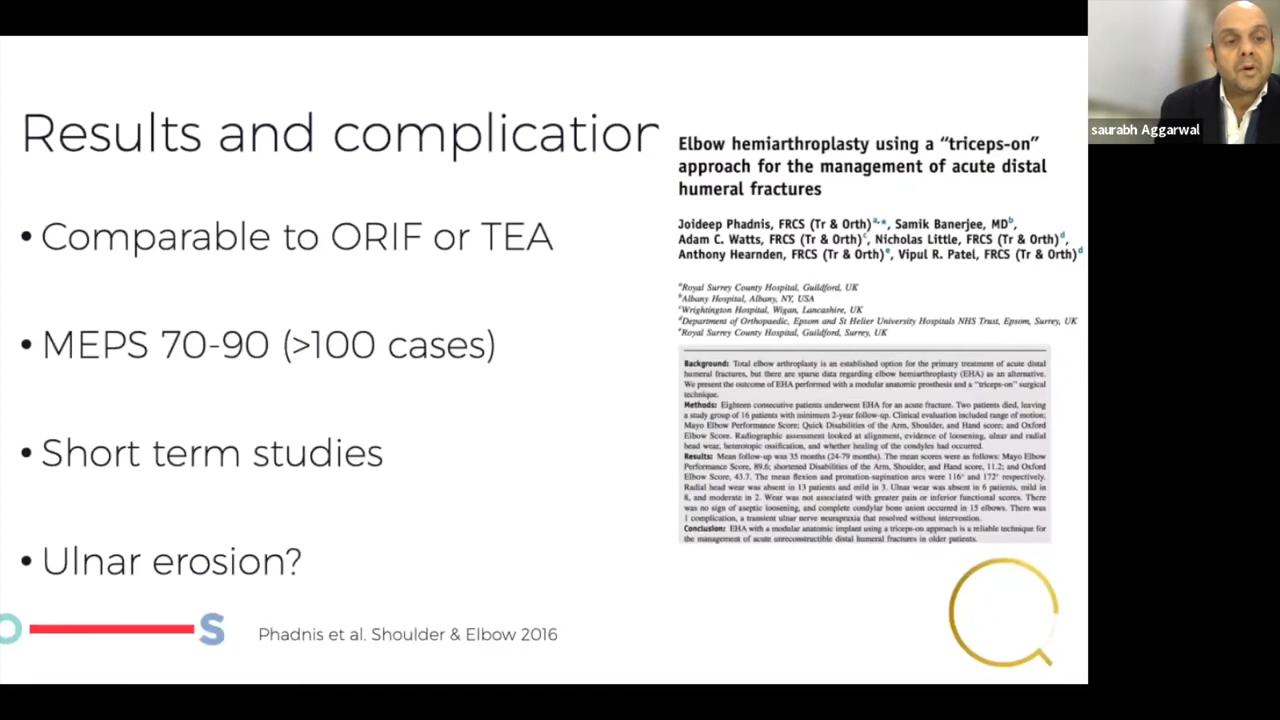 Results and complication
• Comparable to ORIF or TEA
• MEPS 70-90 (>100 cases)
• Short term studies
• Ulnar erosion?
O S
Phadnis et al. Shoulder & Elbow 2016
Elbow hemiarthroplasty using a “triceps-on”
approach for the management of acute distal
humeral fractures
Joideep Phadnis, FRCS (Tr & Orth)a,*, Samik Banerjee, MDb,
Adam C. Watts, FRCS (Tr & Orth)c, Nicholas Little, FRCS (Tr & Orth)d,
Anthony Hearnden, FRCS (Tr & Orth)e, Vipul R. Patel, FRCS (Tr & Orth)d
aRoyal Surrey County Hospital, Guildford, UK
bAlbany Hospital, Albany, NY, USA
cWrightington Hospital, Wigan, Lancashire, UK
dDepartment of Orthopaedic, Epsom and St Helier University Hospitals NHS Trust, Epsom, Surrey, UK
eRoyal Surrey County Hospital, Guildford, Surrey, UK
Background: Total elbow arthroplasty is an established option for the primary treatment of acute distal
humeral fractures, but there are sparse data regarding elbow hemiarthroplasty (EHA) as an alternative.
We present the outcome of EHA performed with a modular anatomic prosthesis and a “triceps-on” surgical
technique.
Methods: Eighteen consecutive patients underwent EHA for an acute fracture. Two patients died, leaving
a study group of 16 patients with minimum 2-year follow-up. Clinical evaluation included range of motion;
Mayo Elbow Performance Score; Quick Disabilities of the Arm, Shoulder, and Hand score; and Oxford
Elbow Score. Radiographic assessment looked at alignment, evidence of loosening, ulnar and radial
head wear, heterotopic ossification, and whether healing of the condyles had occurred.
Results: Mean follow-up was 35 months (24-79 months). The mean scores were as follows: Mayo Elbow
Performance Score, 89.6; shortened Disabilities of the Arm, Shoulder, and Hand score, 11.2; and Oxford
Elbow Score, 43.7. The mean flexion and pronation-supination arcs were 116° and 172° respectively.
Radial head wear was absent in 13 patients and mild in 3. Ulnar wear was absent in 6 patients, mild in
8, and moderate in 2. Wear was not associated with greater pain or inferior functional scores. There
was no sign of aseptic loosening, and complete condylar bone union occurred in 15 elbows. There was
1 complication, a transient ulnar nerve neurapraxia that resolved without intervention.
Conclusion: EHA with a modular anatomic implant using a triceps-on approach is a reliable technique for
the management of acute unreconstructible distal humeral fractures in older patients.
saurabh Aggarwal